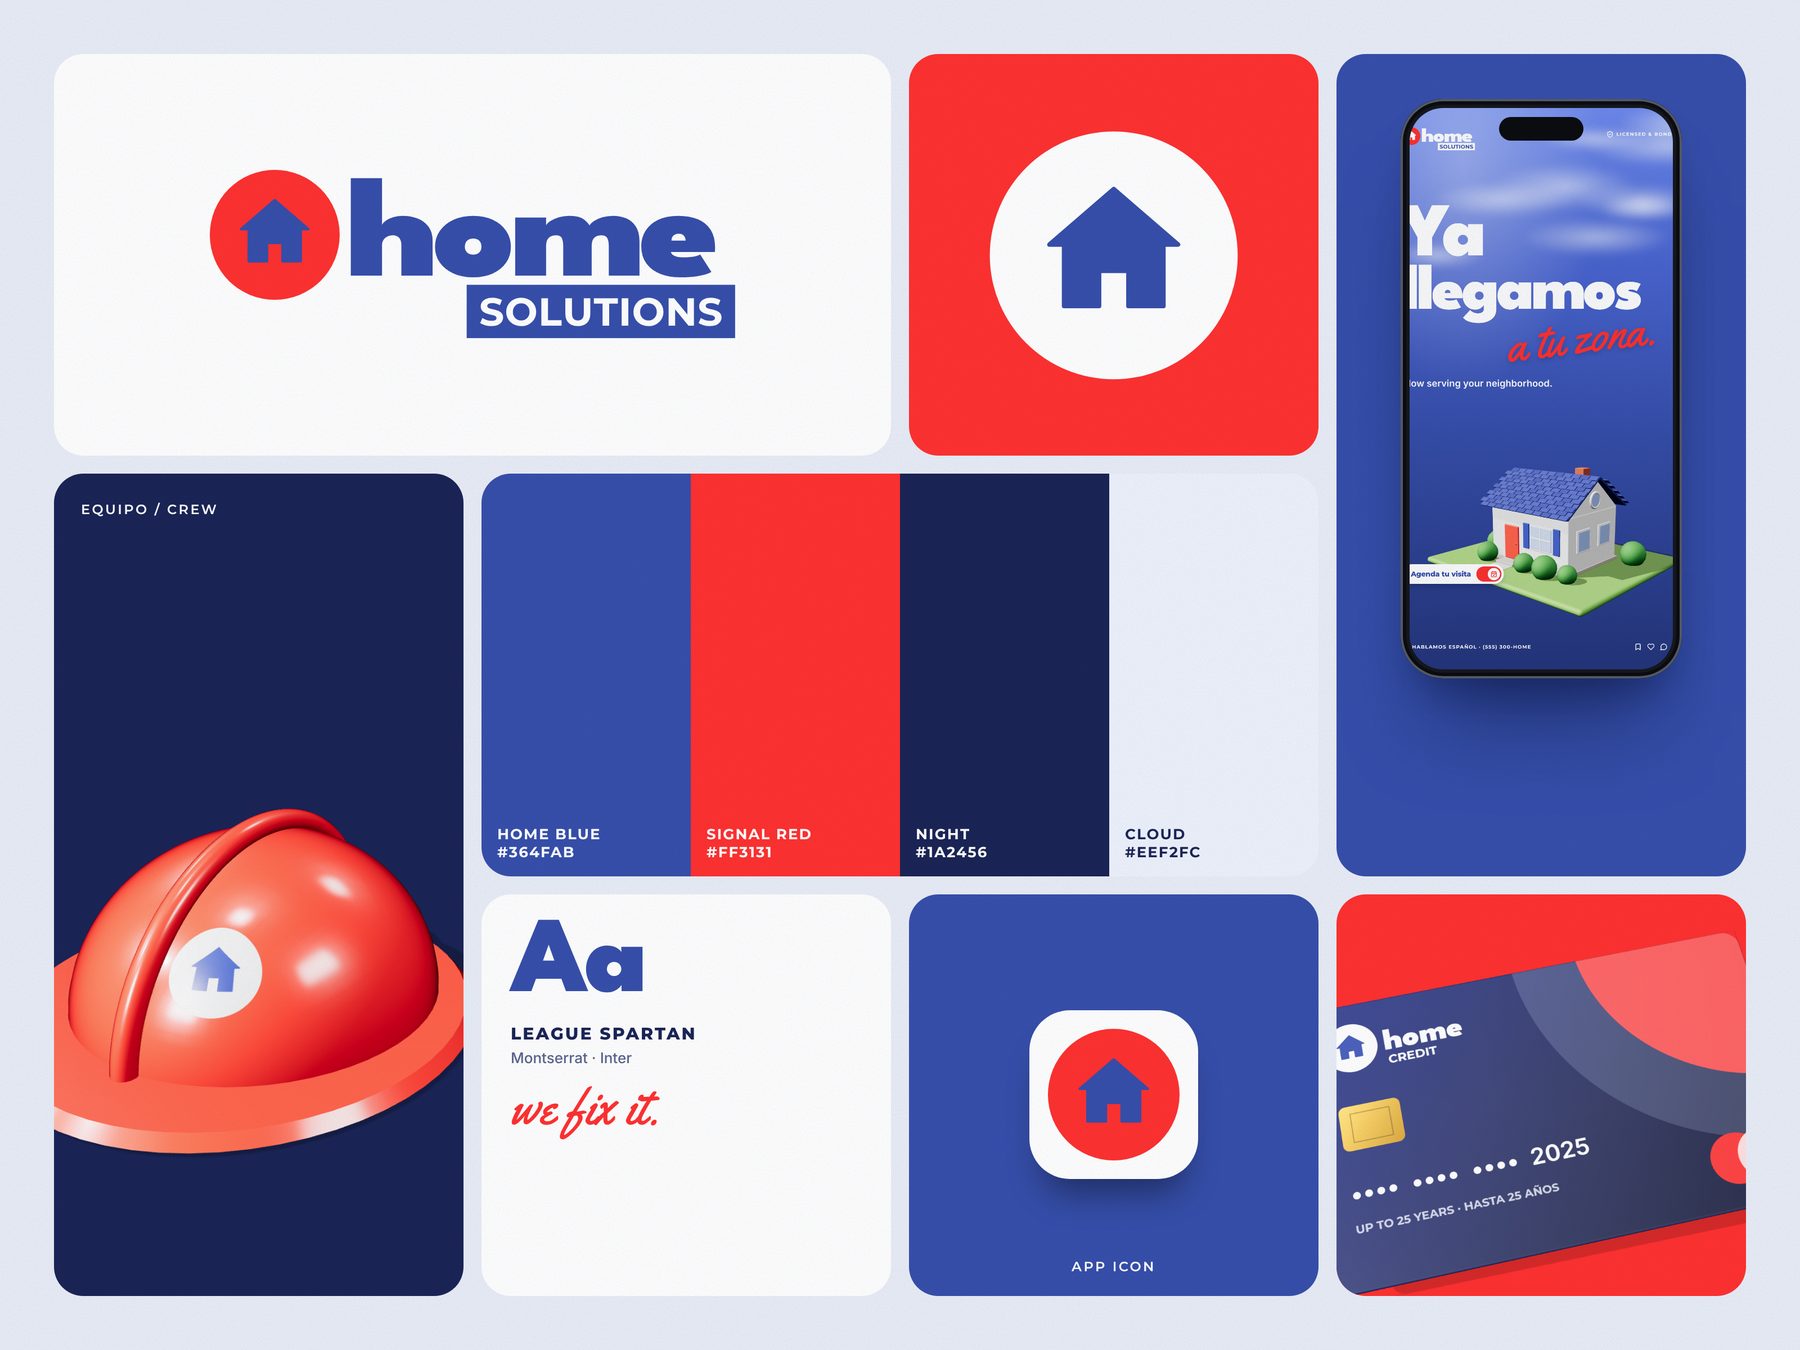 home
SOLUTIONS
home
SOLUTIONS
LICENSED & BOND
Ya
llegamos
a tu zona.
ow serving your neighborhood.
Agenda tu visita
HABLAMOS ESPAÑOL · (555) 300-HOME
EQUIPO / CREW
HOME BLUE
#364FAB
SIGNAL RED
#FF3131
NIGHT
#1A2456
CLOUD
#EEF2FC
Aa
LEAGUE SPARTAN
Montserrat · Inter
we fix it.
APP ICON
home
CREDIT
•••• •••• •••• 2025
UP TO 25 YEARS · HASTA 25 AÑOS